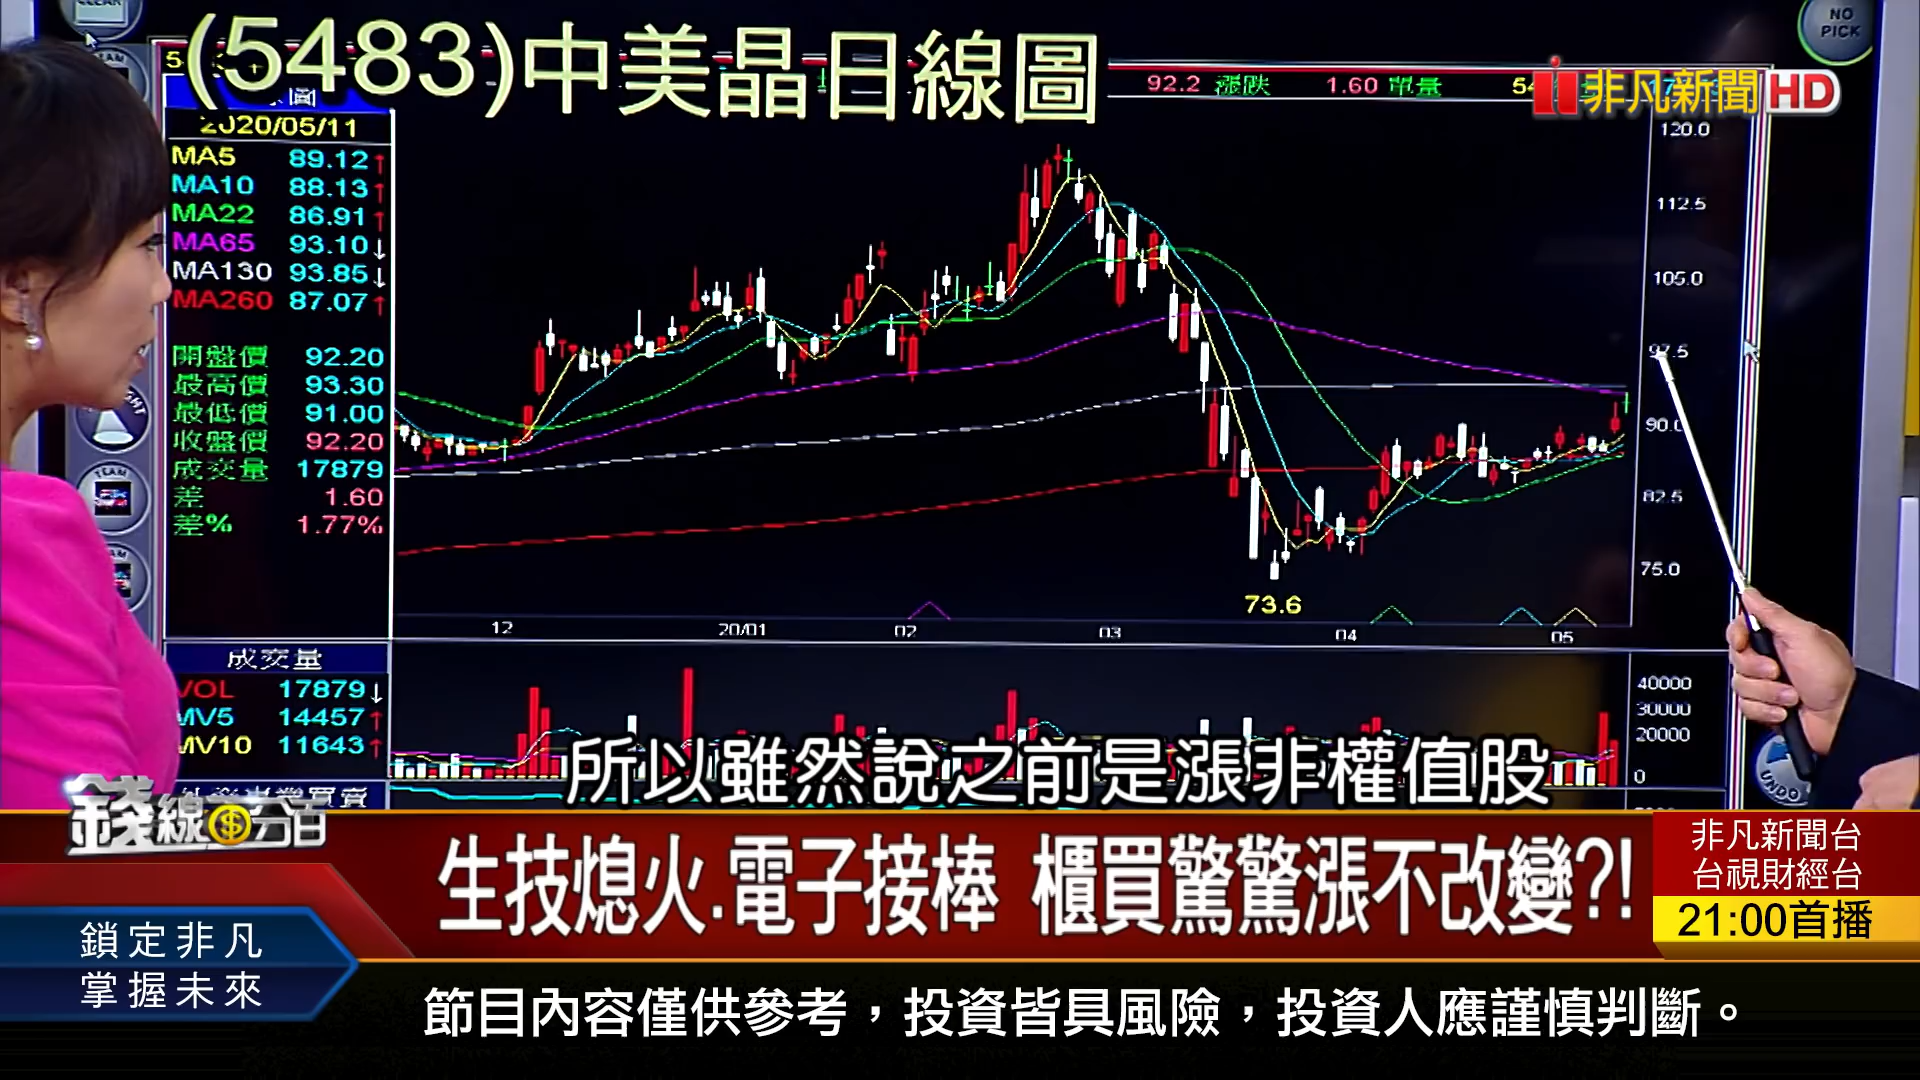 (5483)中美晶日線圖
NO
PICK
92.2 漲跌 1.60 單量
非凡新聞HD
2020/05/11
MA5 89.12↑
MA10 88.13↑
MA22 86.91↑
MA65 93.10↓
MA130 93.85↓
MA260 87.07↑
開盤價 92.20
最高價 93.30
最低價 91.00
收盤價 92.20
成交量 17879
差 1.60
差% 1.77%
120.0
112.5
105.0
97.5
90.0
82.5
75.0
73.6
12 20/01 02 03 04 05
成交量
VOL 17879↓
MV5 14457↑
MV10 11643↑
40000
30000
20000
0
UNDO
TEAM
所以雖然說之前是漲非權值股
錢線百分百
生技熄火.電子接棒 櫃買驚驚漲不改變?!
非凡新聞台
台視財經台
21:00首播
鎖定非凡
掌握未來
節目內容僅供參考，投資皆具風險，投資人應謹慎判斷。